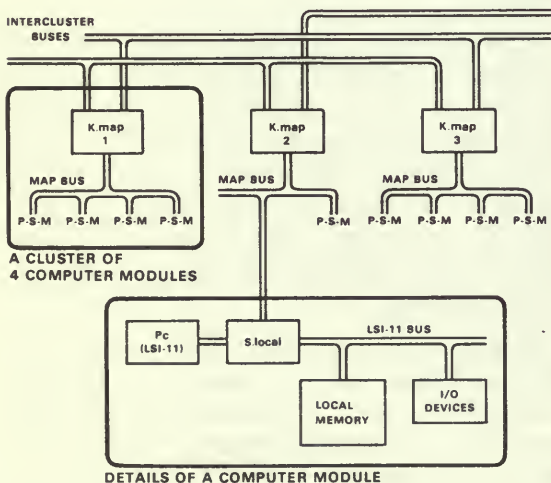 INTERCLUSTER
BUSES
K.map
1
K.map
2
K.map
3
MAP BUS
MAP BUS
MAP BUS
P-S-M P-S-M P-S-M P-S-M
P-S-M
P-S-M P-S-M P-S-M P-S-M
A CLUSTER OF
4 COMPUTER MODULES
Pc
(LSI-11)
S.local
LSI-11 BUS
LOCAL
MEMORY
I/O
DEVICES
DETAILS OF A COMPUTER MODULE